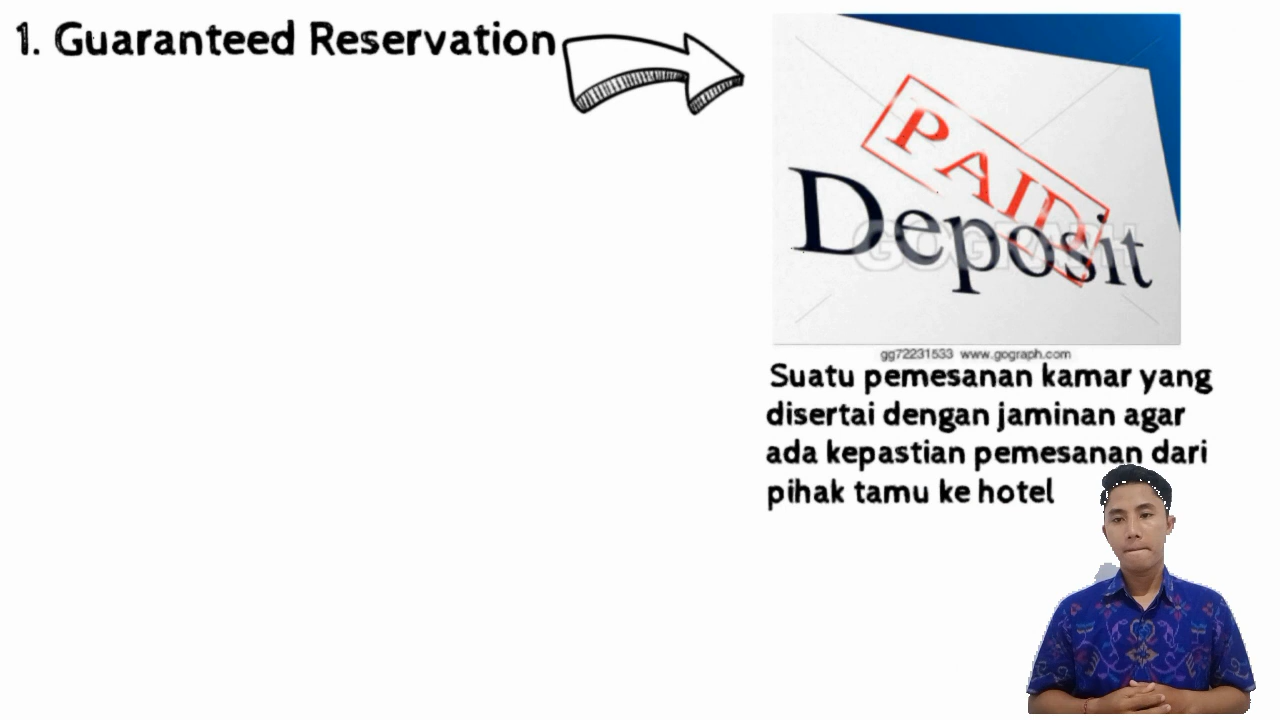 1. Guaranteed Reservation
PAID
Deposit
GOGRAPH
gg72231533 www.gograph.com
Suatu pemesanan kamar yang
disertai dengan jaminan agar
ada kepastian pemesanan dari
pihak tamu ke hotel